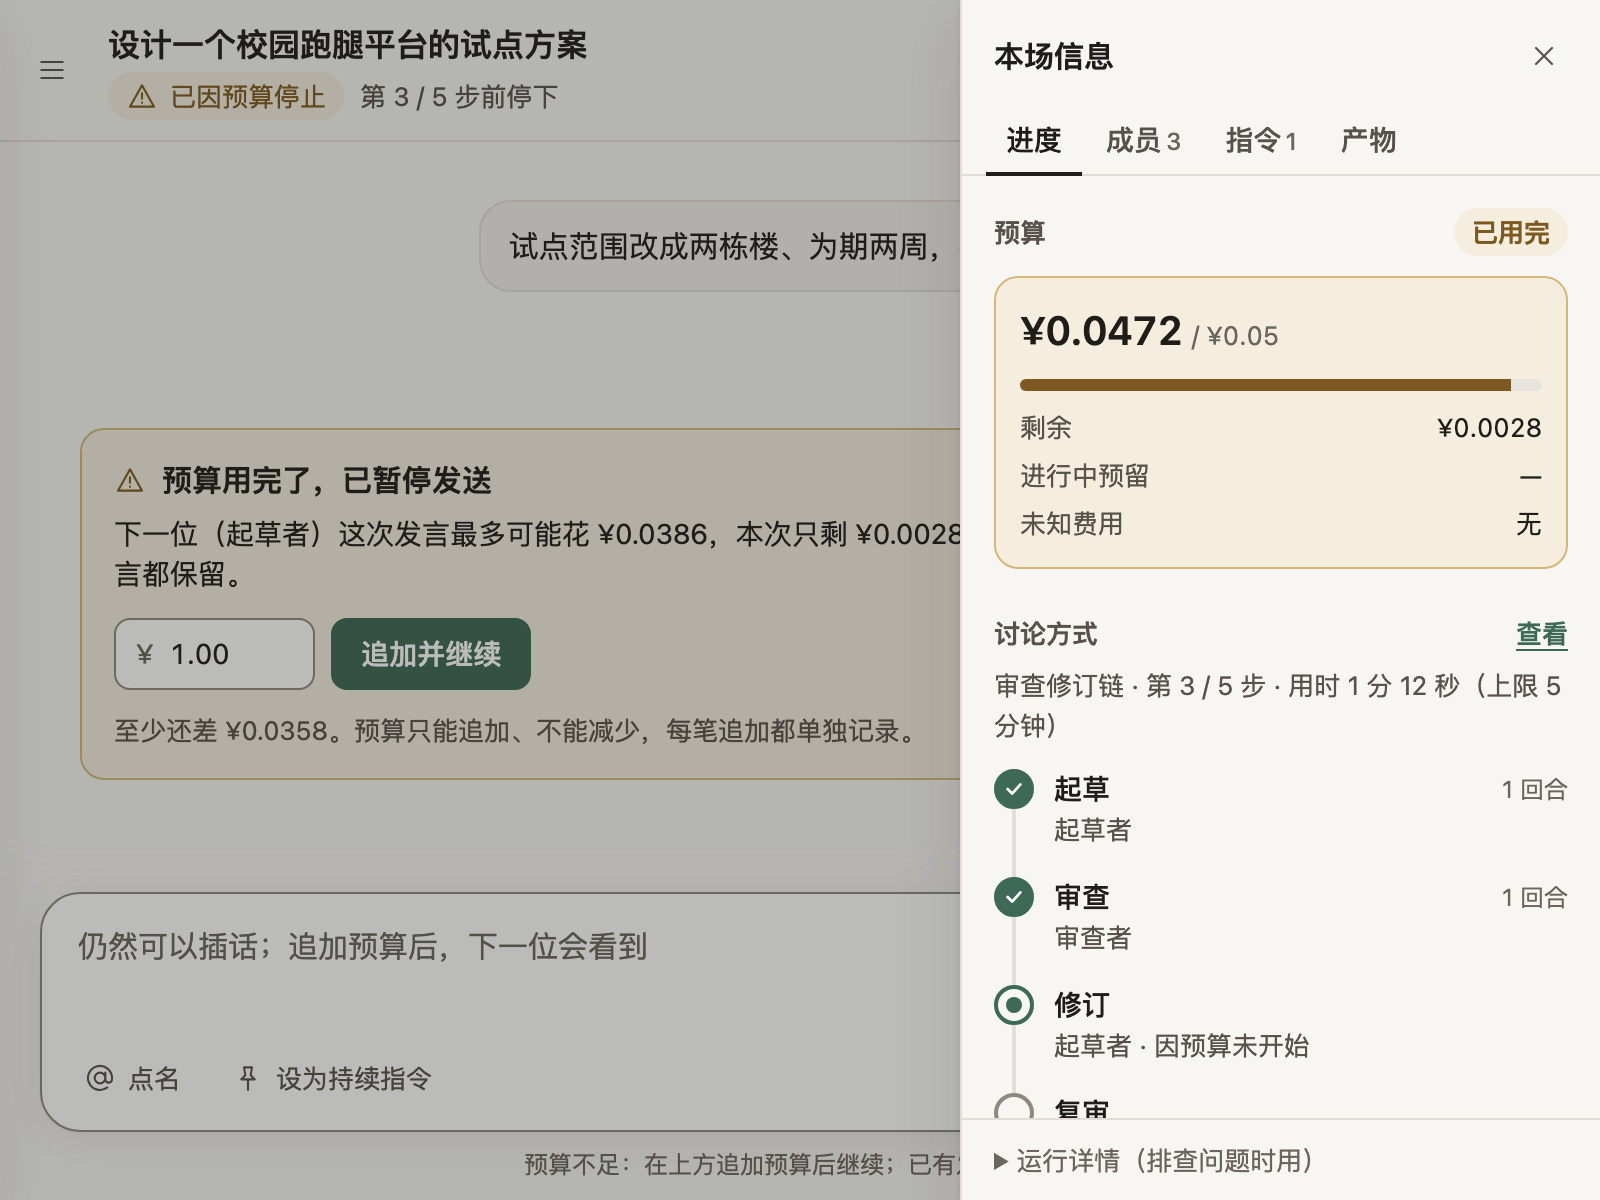 设计一个校园跑腿平台的试点方案
已因预算停止 第 3 / 5 步前停下
试点范围改成两栋楼、为期两周，
预算用完了，已暂停发送
下一位（起草者）这次发言最多可能花 ¥0.0386，本次只剩 ¥0.0028
言都保留。
¥ 1.00 追加并继续
至少还差 ¥0.0358。预算只能追加、不能减少，每笔追加都单独记录。
仍然可以插话；追加预算后，下一位会看到
点名 设为持续指令
预算不足：在上方追加预算后继续；已有
本场信息
进度 成员 3 指令 1 产物
预算 已用完
¥0.0472 / ¥0.05
剩余 ¥0.0028
进行中预留 —
未知费用 无
讨论方式 查看
审查修订链 · 第 3 / 5 步 · 用时 1 分 12 秒（上限 5
分钟）
起草 1 回合
起草者
审查 1 回合
审查者
修订
起草者 · 因预算未开始
复审
运行详情（排查问题时用）